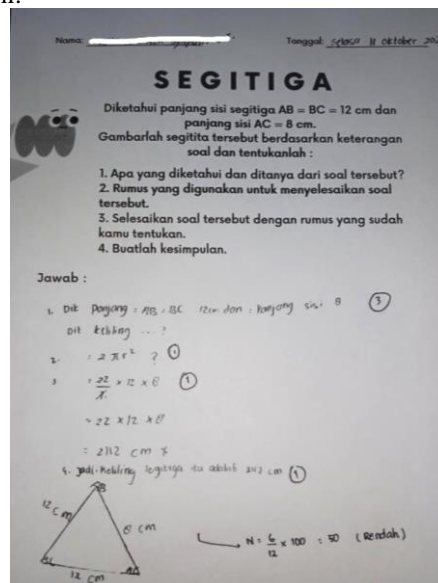 Nama:
Tanggal: Selasa 11 oktober 202
SEGITIGA
Diketahui panjang sisi segitiga AB = BC = 12 cm dan
panjang sisi AC = 8 cm.
Gambarlah segitita tersebut berdasarkan keterangan
soal dan tentukanlah :
1. Apa yang diketahui dan ditanya dari soal tersebut?
2. Rumus yang digunakan untuk menyelesaikan soal
tersebut.
3. Selesaikan soal tersebut dengan rumus yang sudah
kamu tentukan.
4. Buatlah kesimpulan.
Jawab :
1. Dik Panjang : AB = BC 12cm dan : Panjang sisi 8 3
Dit keliling ... ?
2. = 2 π r² ? 1
3 = 22 × 12 × 8 1
= 22 × 12 × 8
= 2112 cm
4. Jadi keliling segitiga itu adalah cm 1
12 cm
8 cm
12 cm
N = 6/12 × 100 = 50 (Rendah)